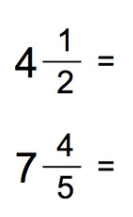 4 1/2 =
7 4/5 =